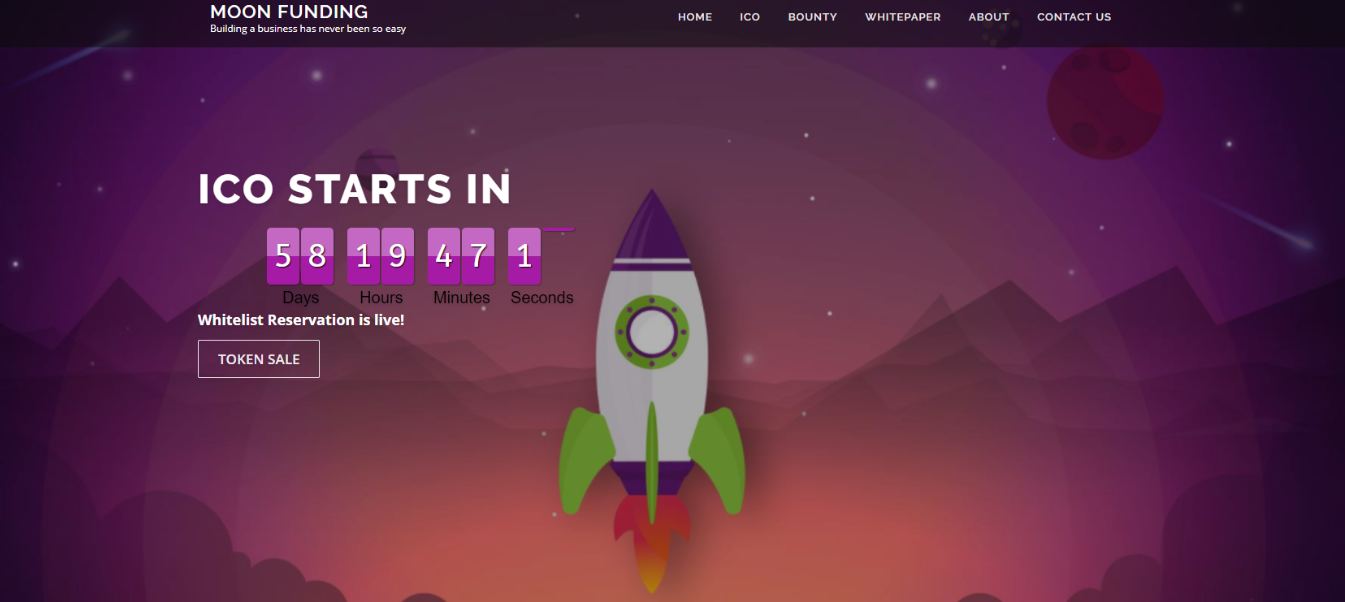 MOON FUNDING
Building a business has never been so easy
HOME ICO BOUNTY WHITEPAPER ABOUT CONTACT US
ICO STARTS IN
58 19 47 1
Days Hours Minutes Seconds
Whitelist Reservation is live!
TOKEN SALE